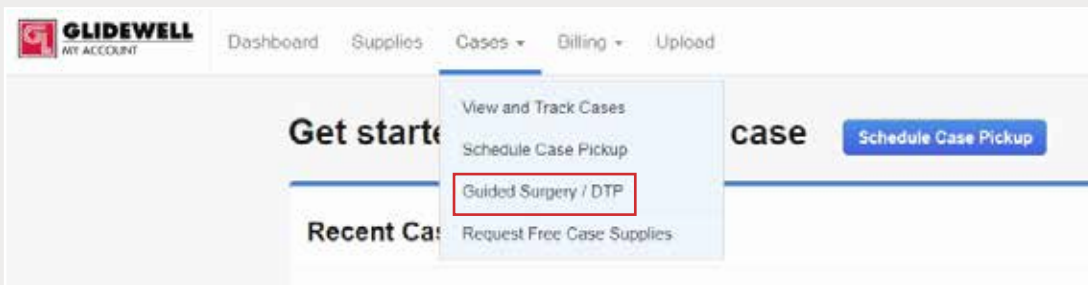 GLIDEWELL
MY ACCOUNT
Dashboard Supplies Cases Billing Upload
View and Track Cases
Get starte case Schedule Case Pickup
Schedule Case Pickup
Guided Surgery / DTP
Recent Cas
Request Free Case Supplies